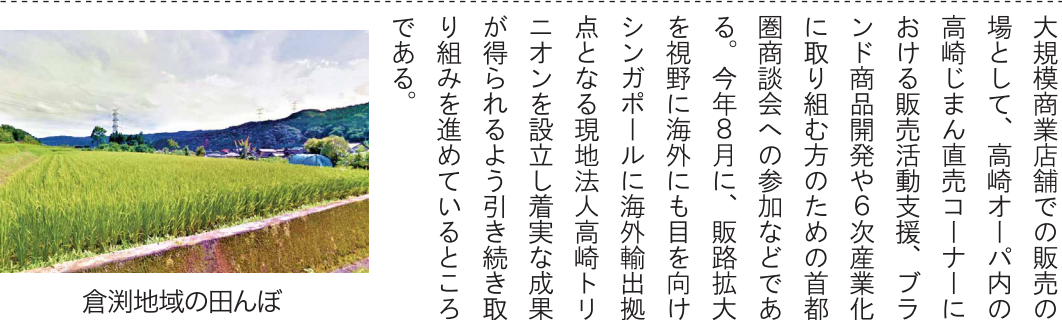 大規模商業店舗での販売の
場として、高崎オーパ内の
高崎じまん直売コーナーに
おける販売活動支援、ブラ
ンド商品開発や６次産業化
に取り組む方のための首都
圏商談会への参加などであ
る。今年８月に、販路拡大
を視野に海外にも目を向け
シンガポールに海外輸出拠
点となる現地法人高崎トリ
ニオンを設立し着実な成果
が得られるよう引き続き取
り組みを進めているところ
である。
倉渕地域の田んぼ